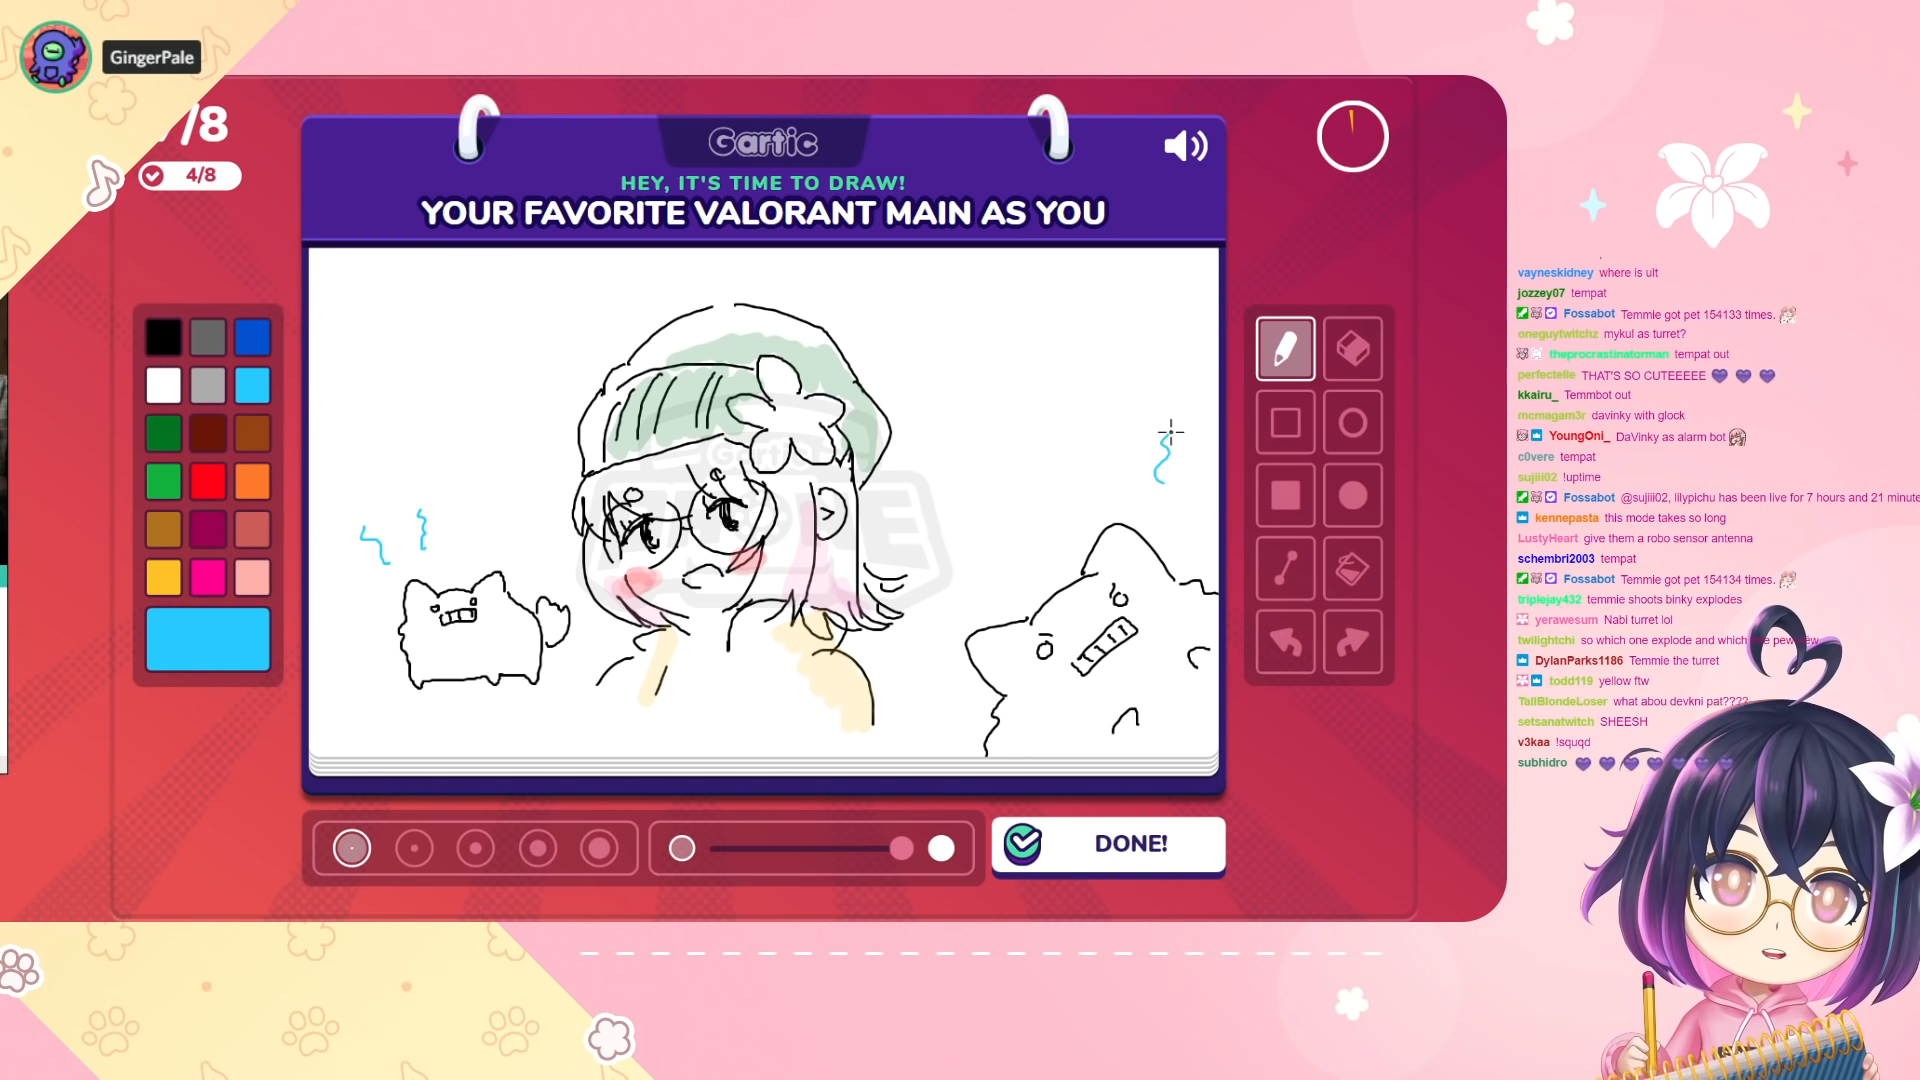 GingerPale
/8
4/8
Gartic
HEY, IT'S TIME TO DRAW!
YOUR FAVORITE VALORANT MAIN AS YOU
DONE!
vayneskidney where is ult
jozzey07 tempat
Fossabot Temmie got pet 154133 times.
oneguytwitchz mykul as turret?
theprocrastinatorman tempat out
perfectelle THAT'S SO CUTEEEEE
kkairu_ Temmbot out
mcmagam3r davinky with glock
YoungOni_ DaVinky as alarm bot
c0vere tempat
sujiii02 !uptime
Fossabot @sujiii02, lilypichu has been live for 7 hours and 21 minute
kennepasta this mode takes so long
LustyHeart give them a robo sensor antenna
schembri2003 tempat
Fossabot Temmie got pet 154134 times.
triplejay432 temmie shoots binky explodes
yerawesum Nabi turret lol
twilightchi so which one explode and which one pewpew
DylanParks1186 Temmie the turret
todd119 yellow ftw
TallBlondeLoser what abou devkni pat????
setsanatwitch SHEESH
v3kaa !squqd
subhidro